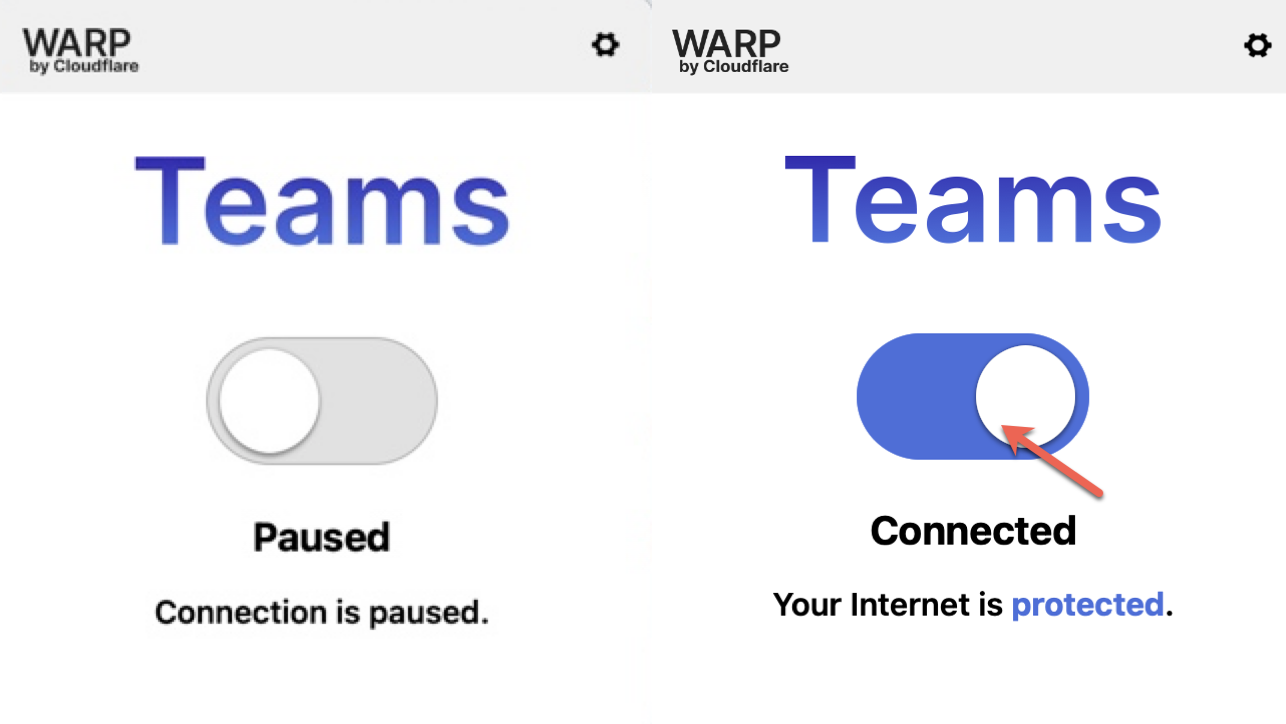 WARP
by Cloudflare
Teams
Paused
Connection is paused.
WARP
by Cloudflare
Teams
Connected
Your Internet is protected.